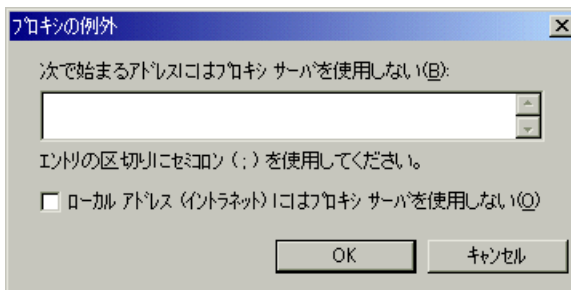 プロキシの例外
次で始まるアドレスにはプロキシ サーバを使用しない(B):
エントリの区切りにセミコロン ( ; ) を使用してください。
ローカル アドレス (イントラネット) にはプロキシ サーバを使用しない(O)
OK キャンセル